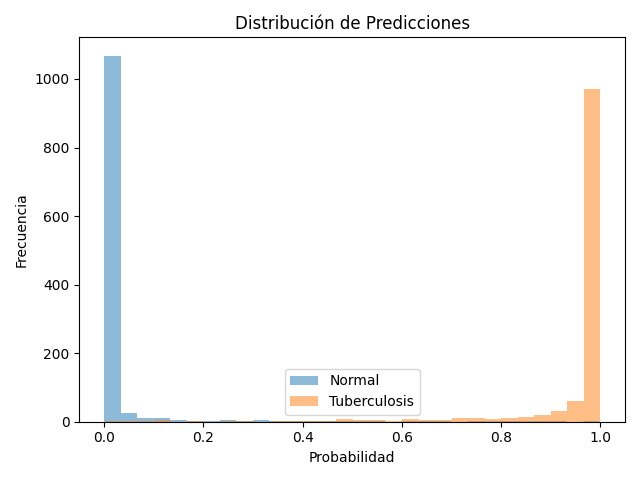 Distribución de Predicciones
Frecuencia
1000
800
600
400
200
0
Normal
Tuberculosis
0.0 0.2 0.4 0.6 0.8 1.0
Probabilidad